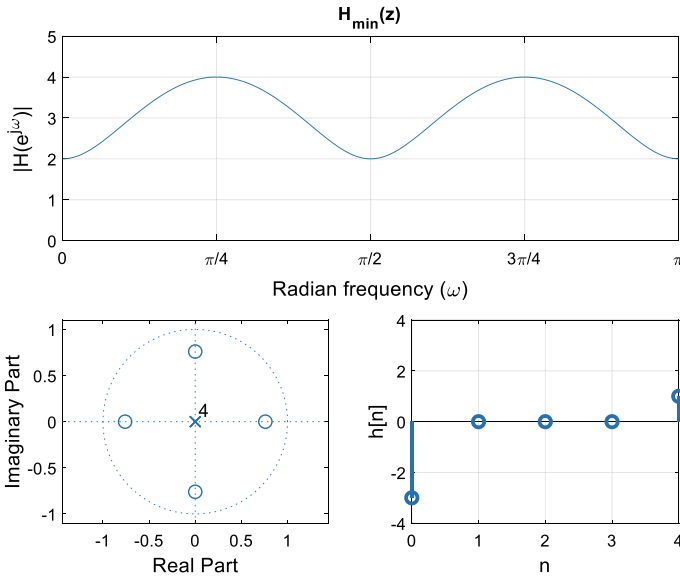 H_min(z)
5
4
3
2
1
0
|H(e^jω)|
0 π/4 π/2 3π/4 π
Radian frequency (ω)
1
0.5
0
-0.5
-1
Imaginary Part
4
-1 -0.5 0 0.5 1
Real Part
4
2
0
-2
-4
h[n]
0 1 2 3 4
n